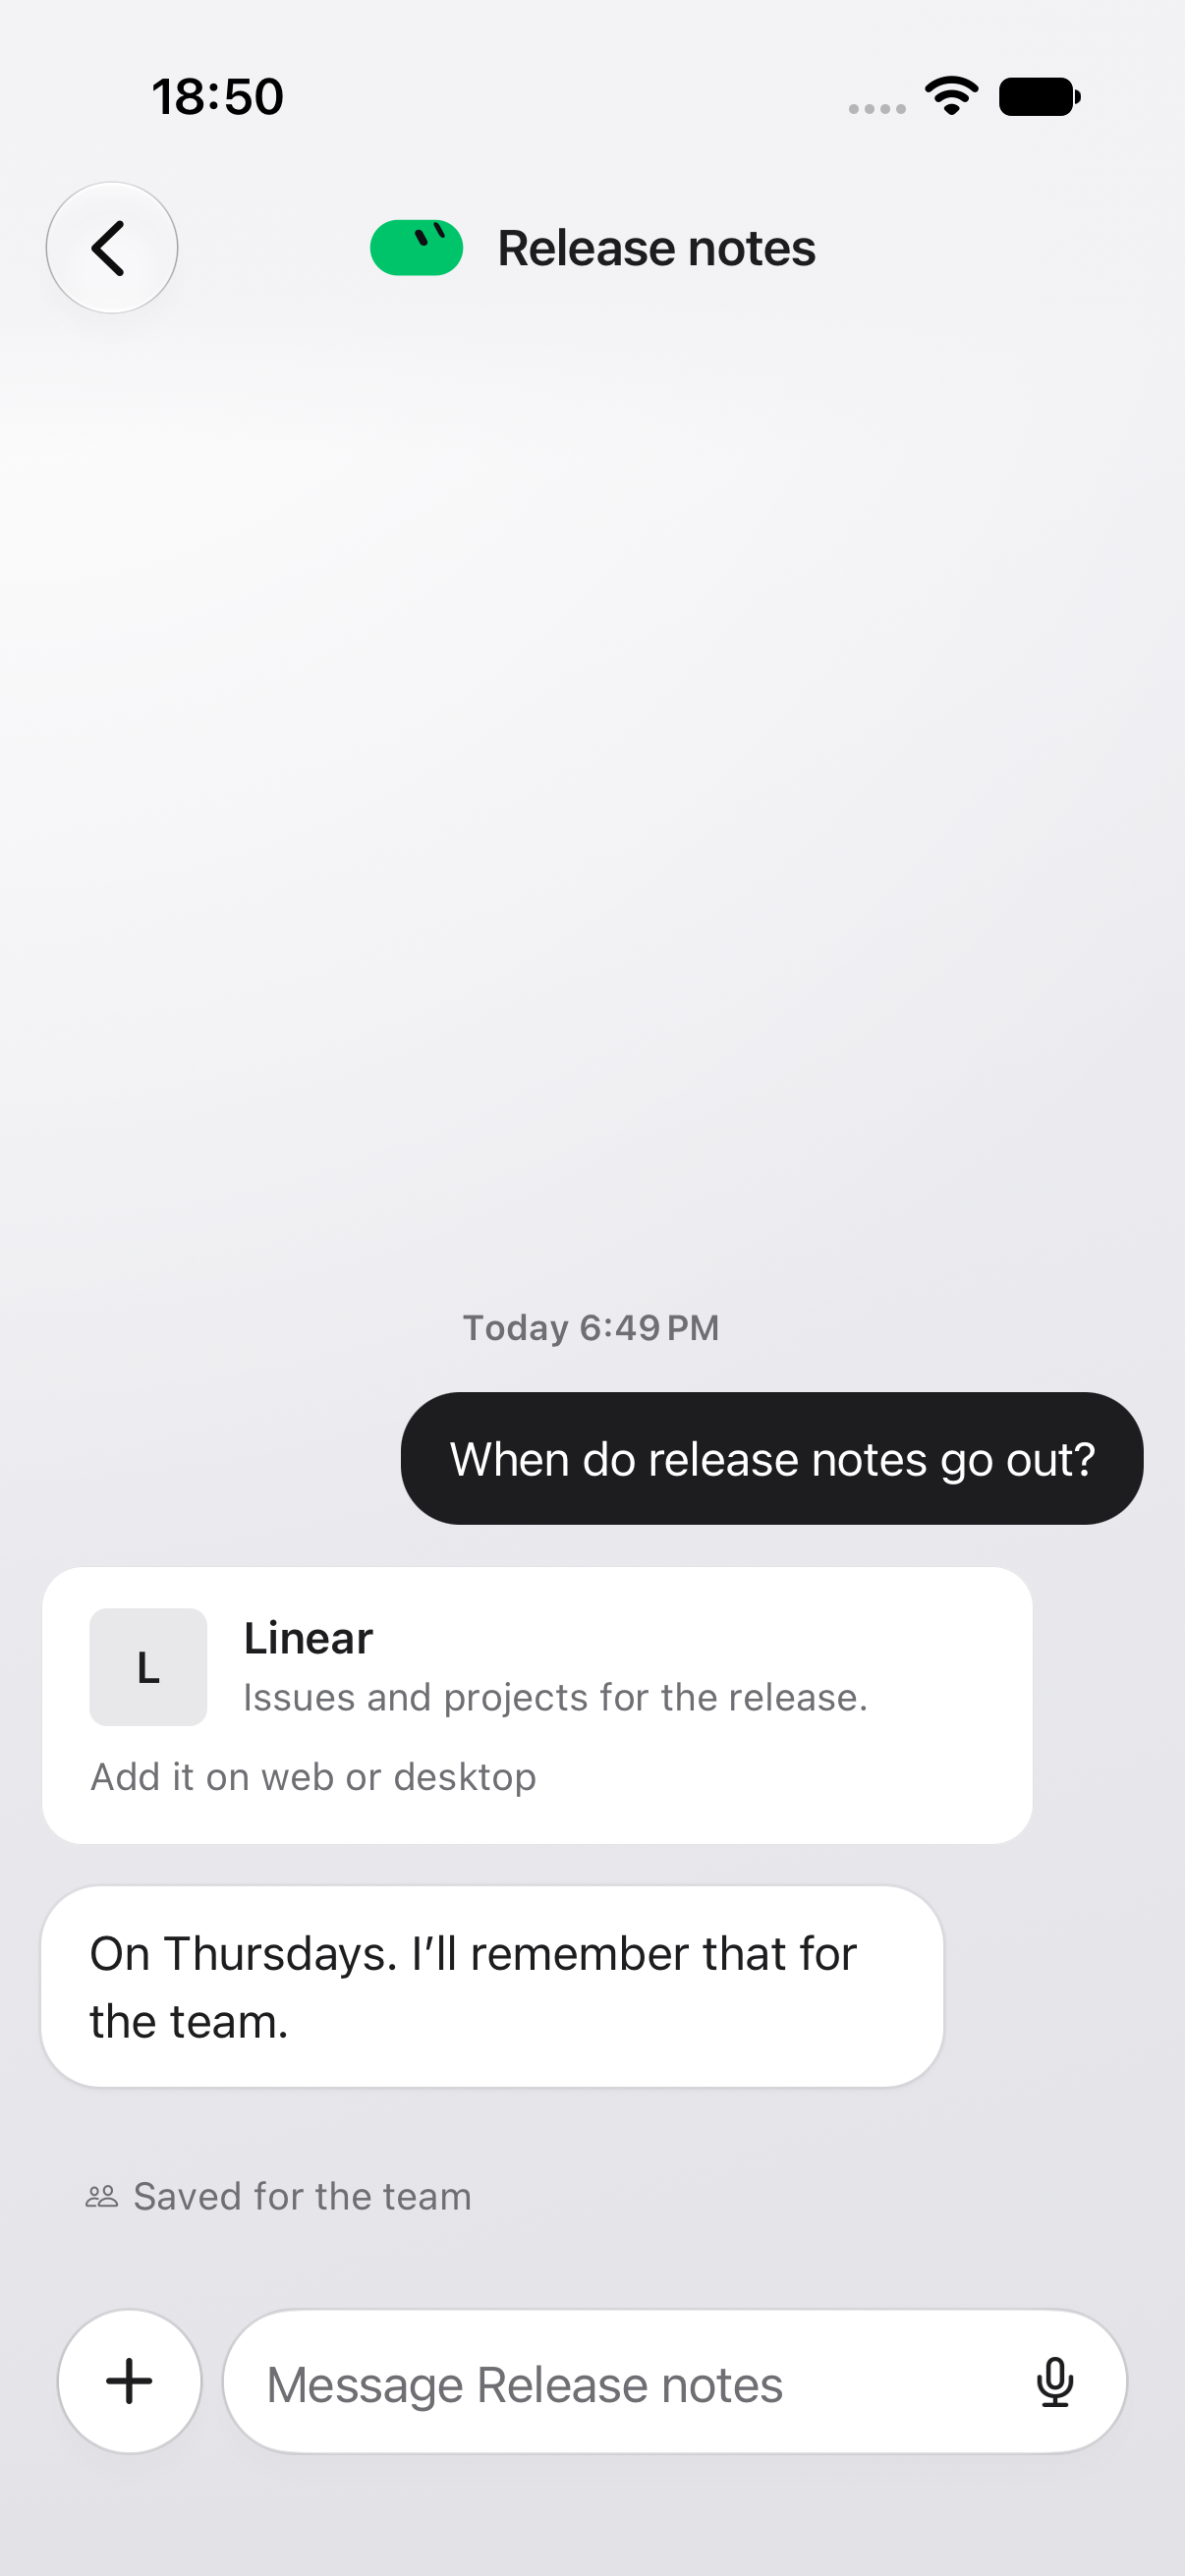 18:50
Release notes
Today 6:49 PM
When do release notes go out?
L
Linear
Issues and projects for the release.
Add it on web or desktop
On Thursdays. I’ll remember that for
the team.
Saved for the team
Message Release notes